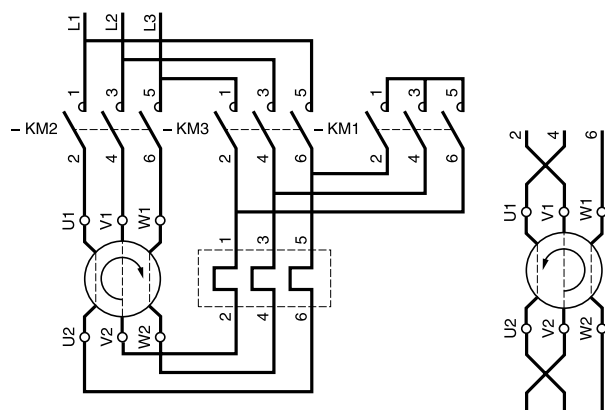 L1 L2 L3
1 3 5 1 3 5 1 3 5
– KM2 – KM3 – KM1
2 4 6 2 4 6 2 4 6
2 4 6
U1 V1 W1
U1 V1 W1
1 3 5
2 4 6
U2 V2 W2
U2 V2 W2